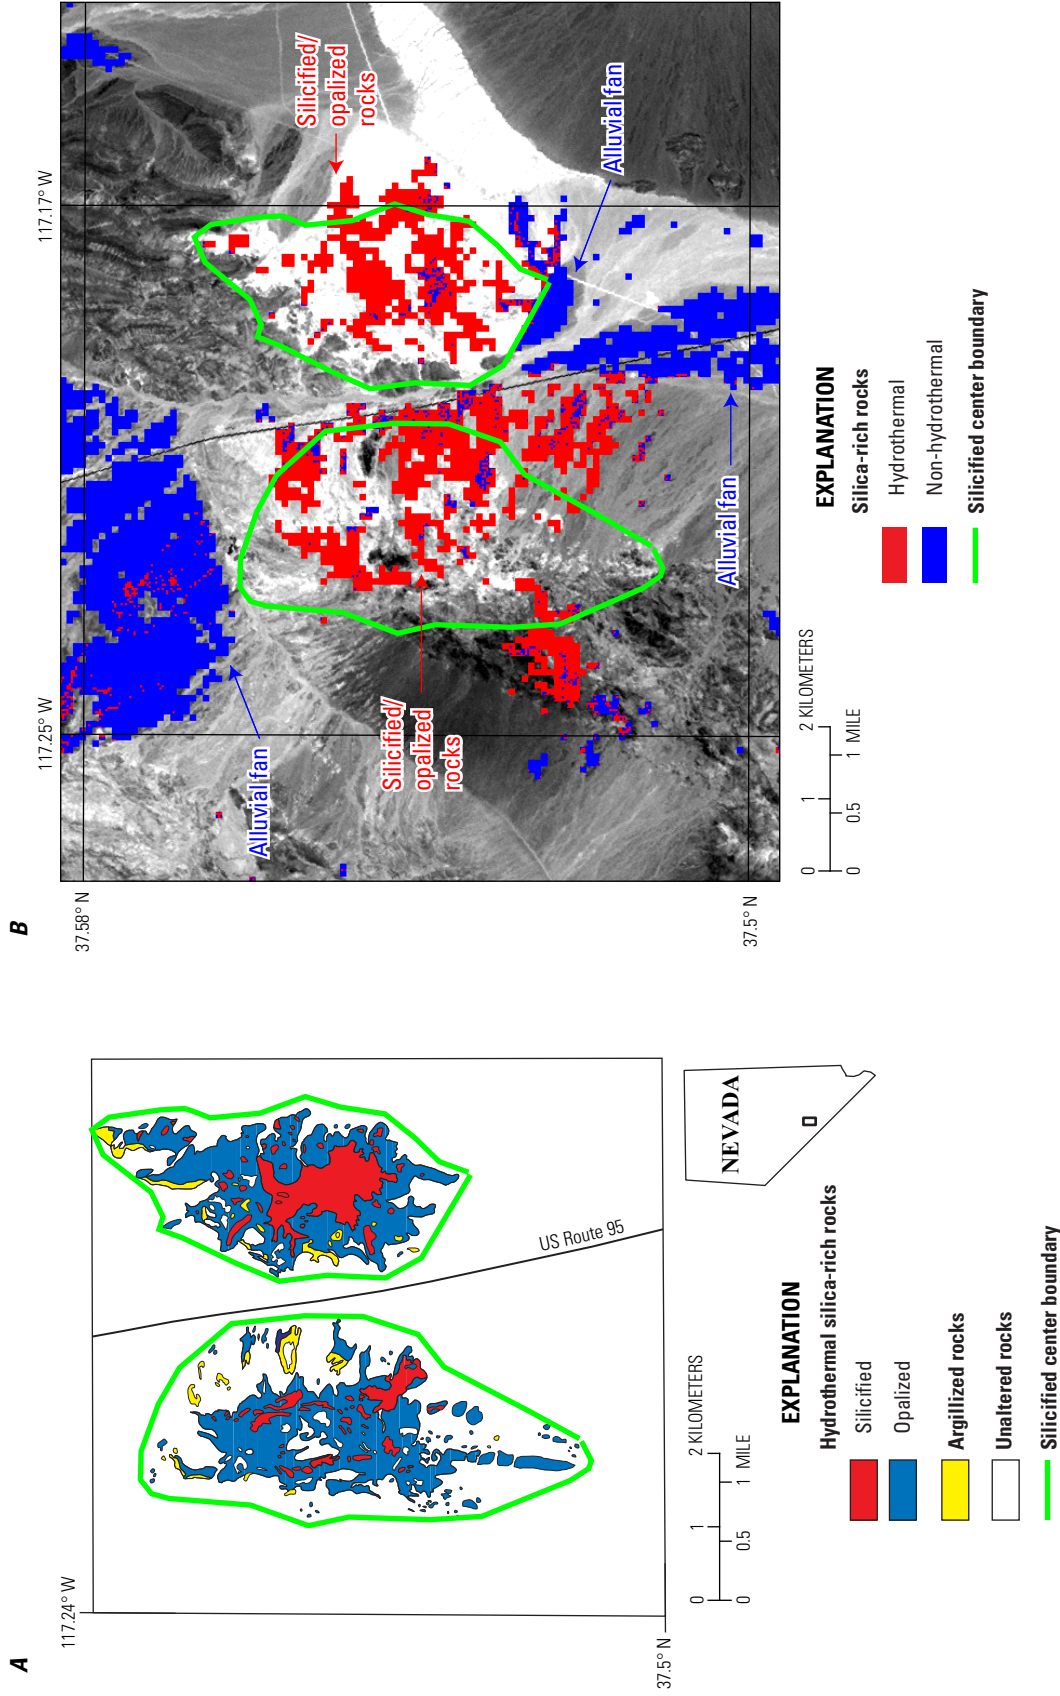 A
117.24° W
37.5° N
US Route 95
0 1 2 KILOMETERS
0 0.5 1 MILE
NEVADA
EXPLANATION
Hydrothermal silica-rich rocks
Silicified
Opalized
Argillized rocks
Unaltered rocks
Silicified center boundary
B
117.25° W
117.17° W
37.58° N
37.5° N
Alluvial fan
Silicified/
opalized
rocks
Silicified/
opalized
rocks
Alluvial fan
Alluvial fan
0 1 2 KILOMETERS
0 0.5 1 MILE
EXPLANATION
Silica-rich rocks
Hydrothermal
Non-hydrothermal
Silicified center boundary